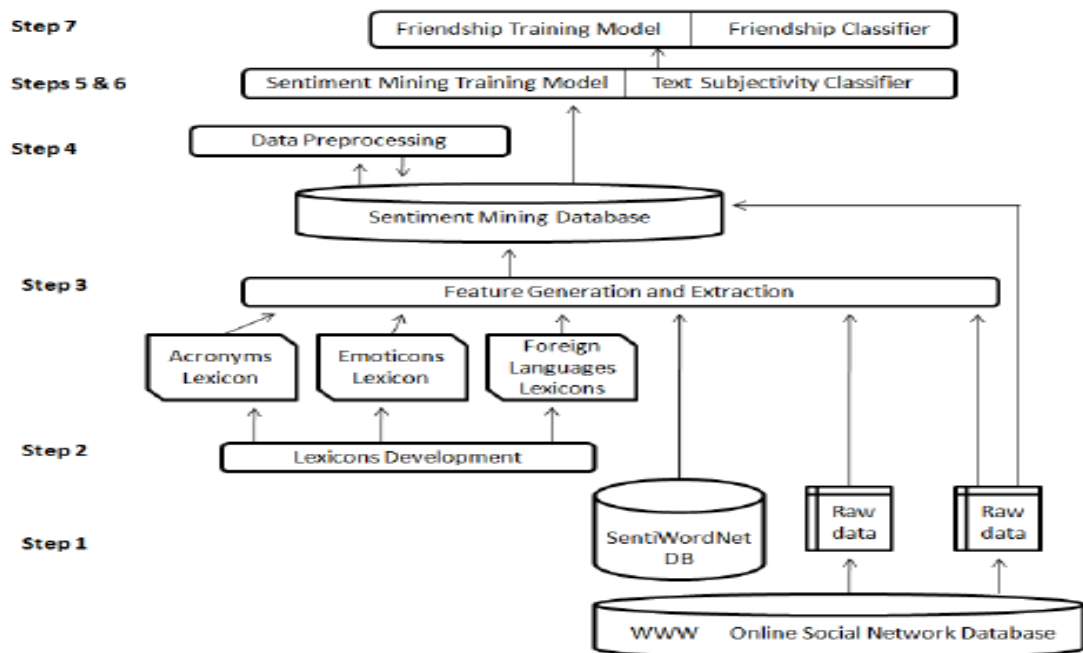 Step 7
Friendship Training Model
Friendship Classifier
Steps 5 & 6
Sentiment Mining Training Model
Text Subjectivity Classifier
Step 4
Data Preprocessing
Sentiment Mining Database
Step 3
Feature Generation and Extraction
Acronyms
Lexicon
Emoticons
Lexicon
Foreign
Languages
Lexicons
Step 2
Lexicons Development
Step 1
SentiWordNet
DB
Raw
data
Raw
data
WWW
Online Social Network Database